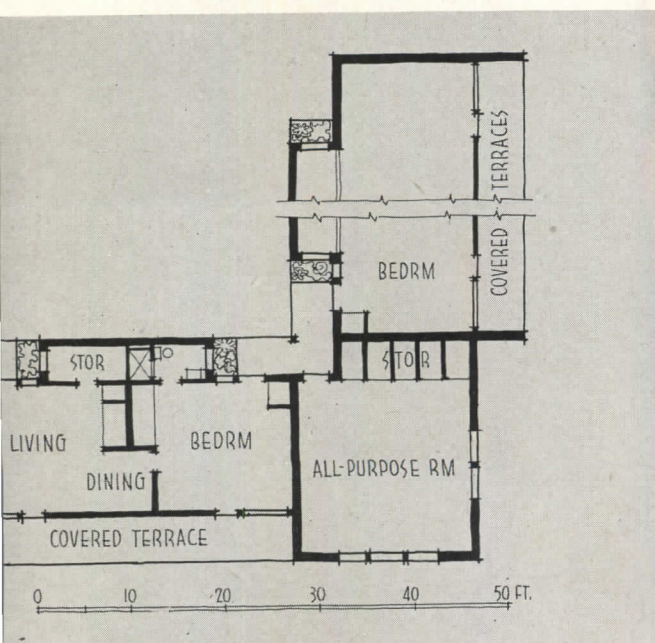 COVERED TERRACES
BEDRM
STOR
STOR
LIVING
BEDRM
ALL-PURPOSE RM
DINING
COVERED TERRACE
0 10 20 30 40 50 FT.